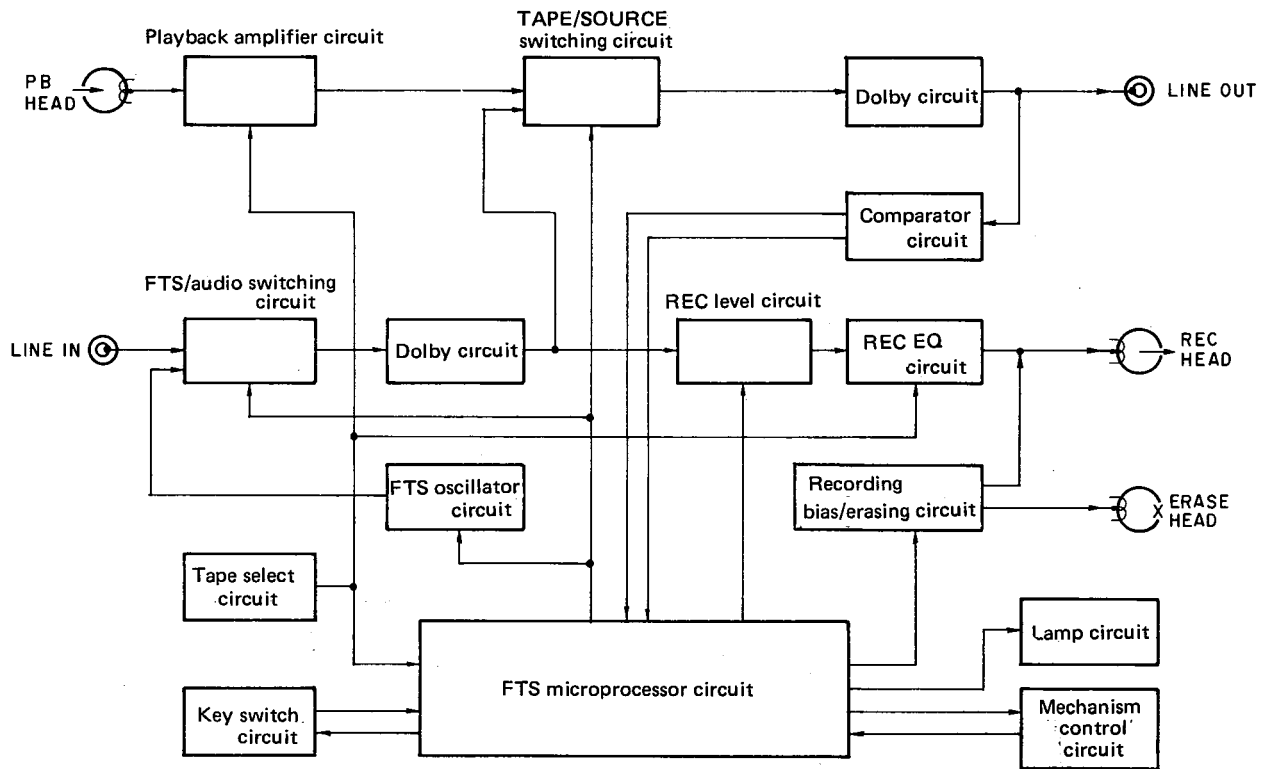 TAPE/SOURCE
switching circuit
Playback amplifier circuit
PB
HEAD
Dolby circuit
LINE OUT
Comparator
circuit
FTS/audio switching
circuit
REC level circuit
LINE IN
Dolby circuit
REC EQ
circuit
REC
HEAD
FTS oscillator
circuit
Recording
bias/erasing circuit
ERASE
HEAD
Tape select
circuit
Lamp circuit
FTS microprocessor circuit
Key switch
circuit
Mechanism
control
circuit